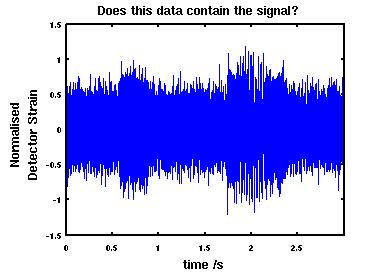 Does this data contain the signal?
1.5
1
0.5
0
-0.5
-1
-1.5
Normalised
Detector Strain
0 0.5 1 1.5 2 2.5
time /s